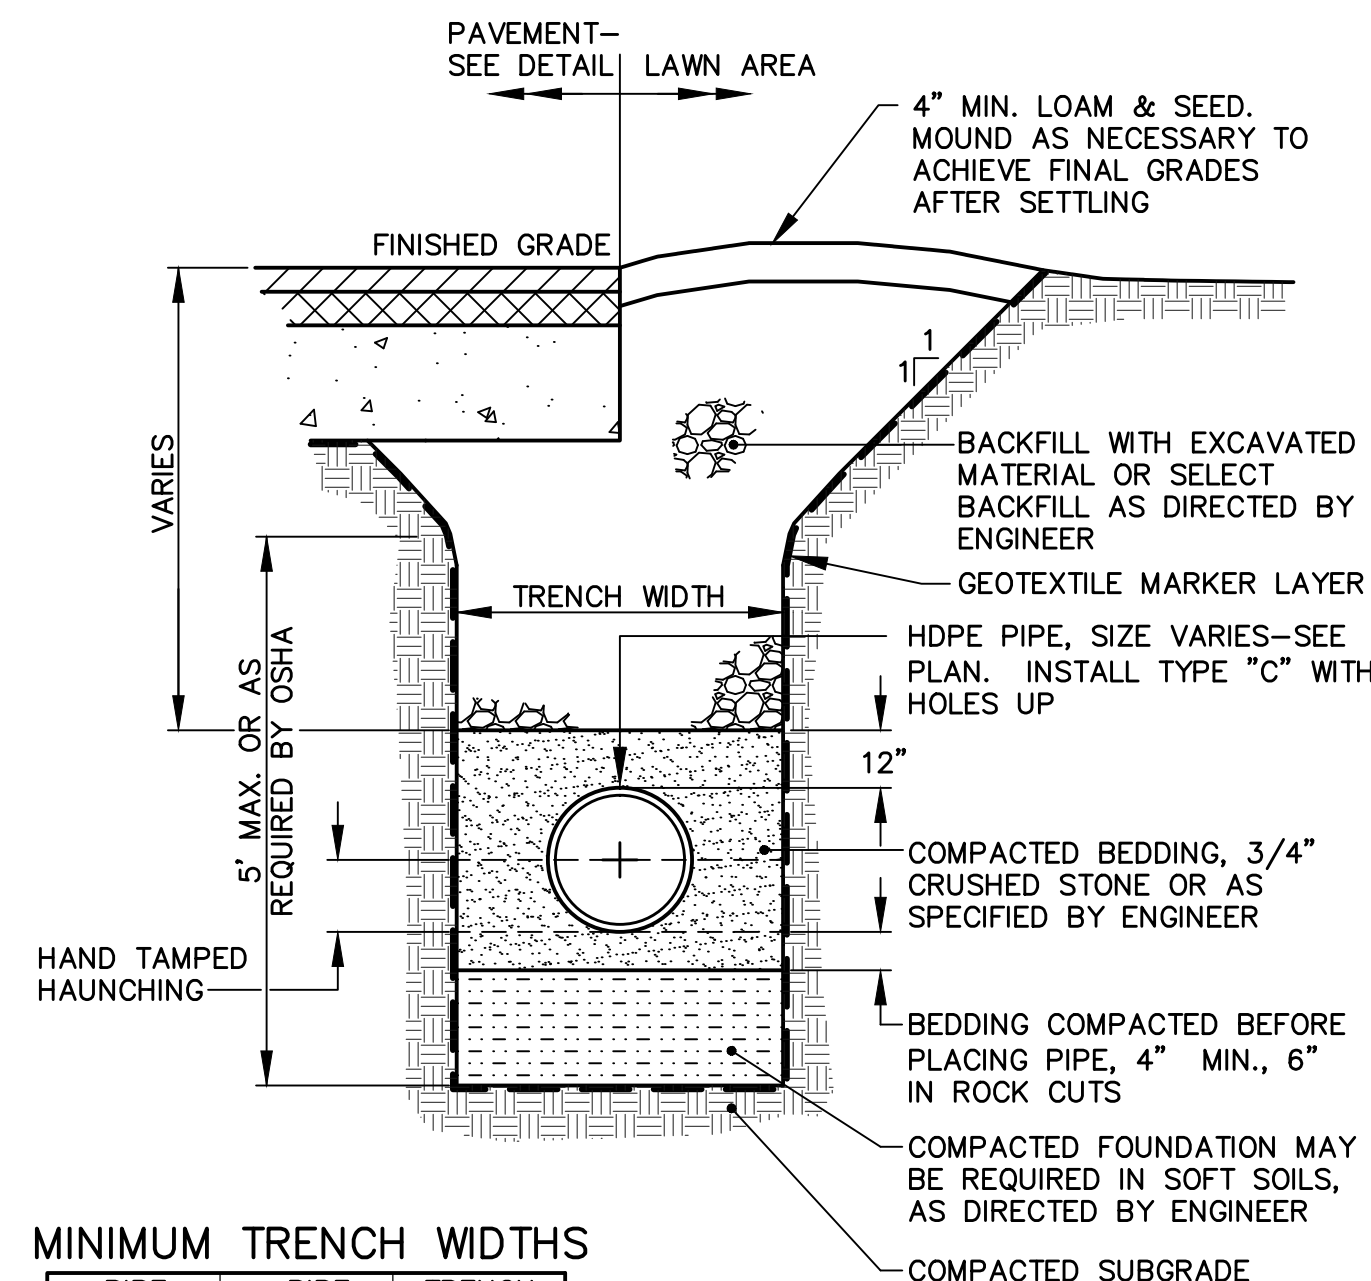 PAVEMENT-
SEE DETAIL
LAWN AREA
4" MIN. LOAM & SEED.
MOUND AS NECESSARY TO
ACHIEVE FINAL GRADES
AFTER SETTLING
FINISHED GRADE
1
1
VARIES
BACKFILL WITH EXCAVATED
MATERIAL OR SELECT
BACKFILL AS DIRECTED BY
ENGINEER
GEOTEXTILE MARKER LAYER
TRENCH WIDTH
5' MAX. OR AS
REQUIRED BY OSHA
HDPE PIPE, SIZE VARIES-SEE
PLAN. INSTALL TYPE "C" WITH
HOLES UP
12"
COMPACTED BEDDING, 3/4"
CRUSHED STONE OR AS
SPECIFIED BY ENGINEER
HAND TAMPED
HAUNCHING
BEDDING COMPACTED BEFORE
PLACING PIPE, 4" MIN., 6"
IN ROCK CUTS
COMPACTED FOUNDATION MAY
BE REQUIRED IN SOFT SOILS,
AS DIRECTED BY ENGINEER
COMPACTED SUBGRADE
MINIMUM TRENCH WIDTHS